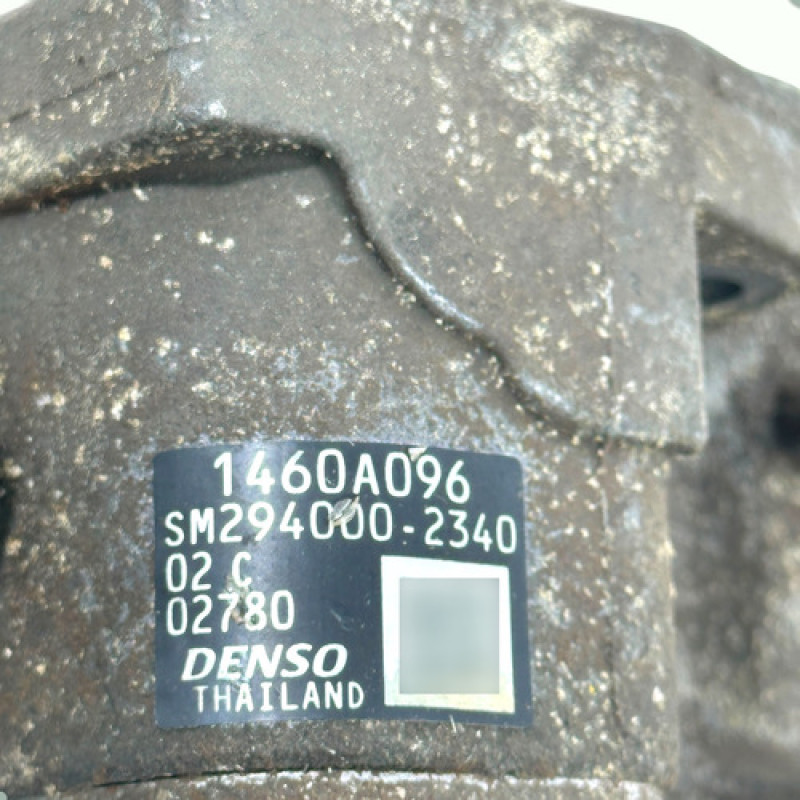 1460A096
SM294000-2340
02 C
02780
DENSO
THAILAND